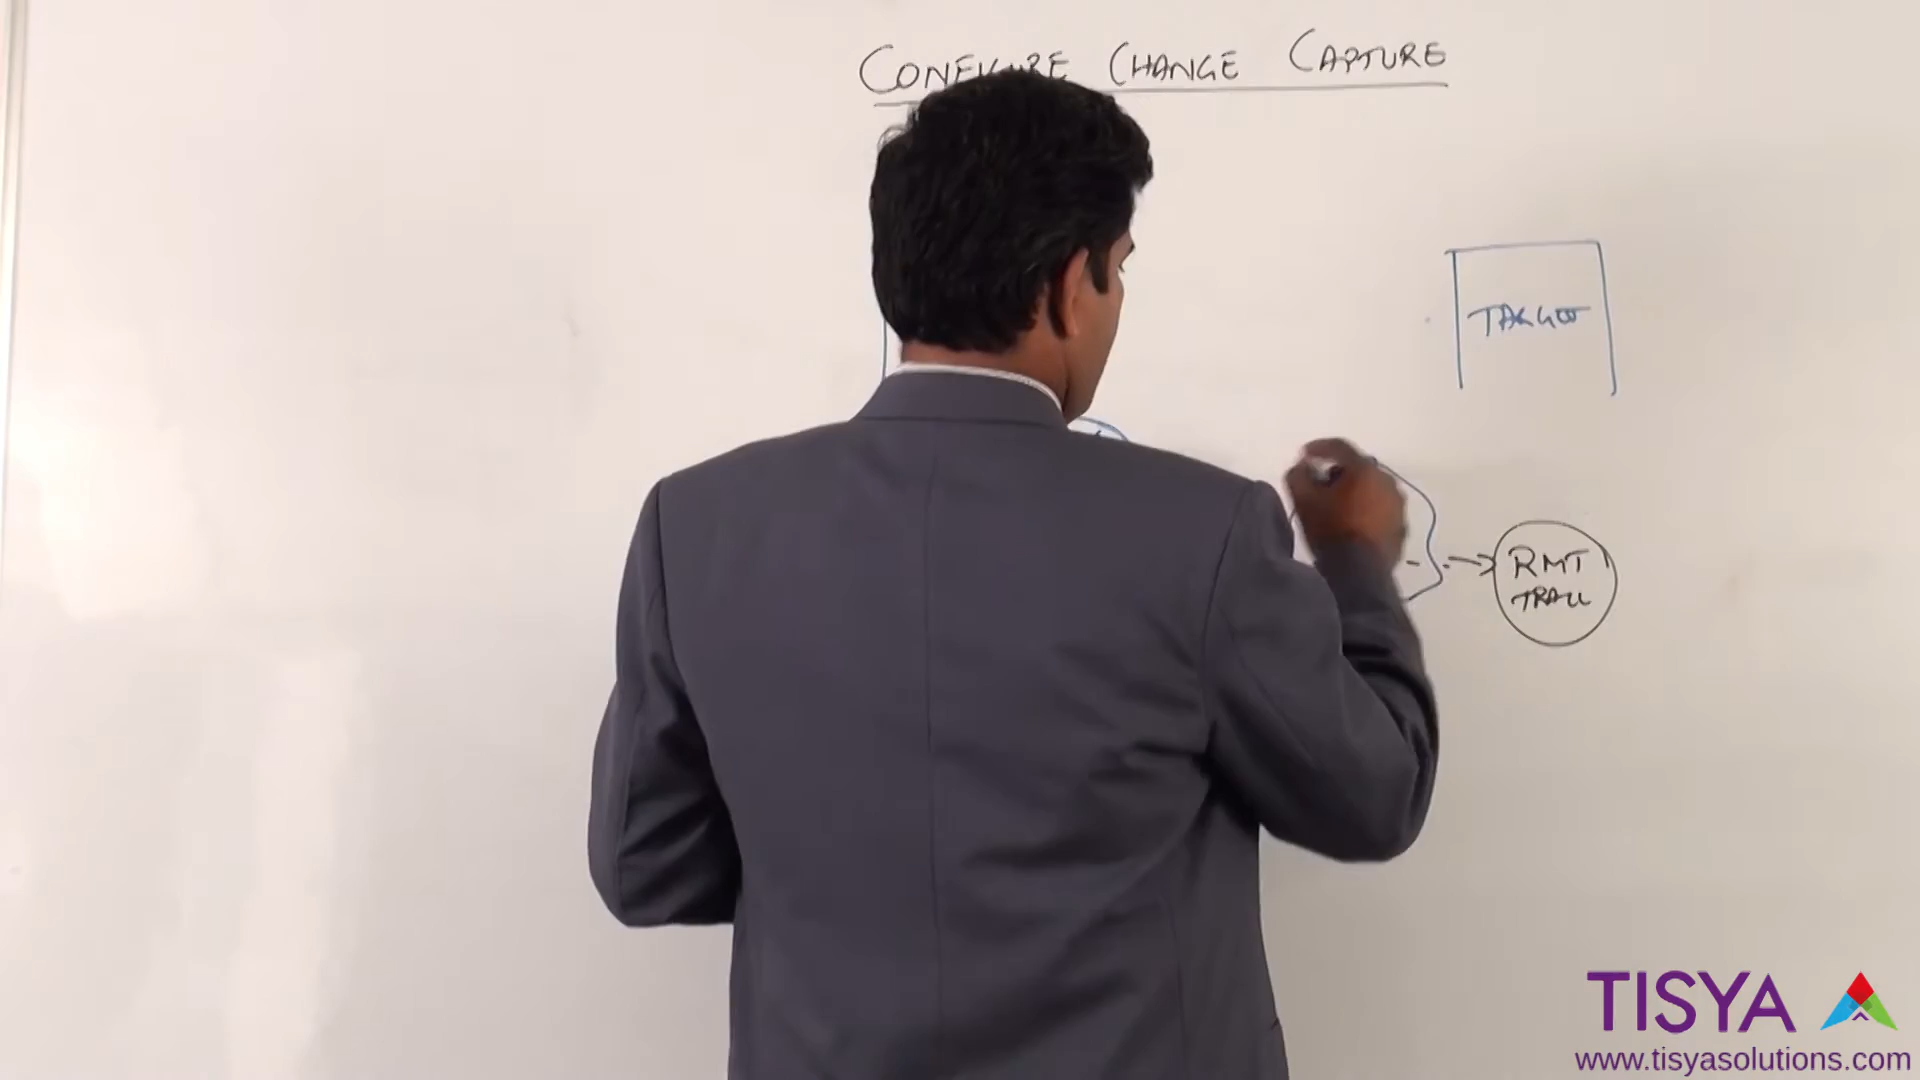 CONFIGURE CHANGE CAPTURE
TARGET
RMT
TRAIL
TISYA
www.tisyasolutions.com